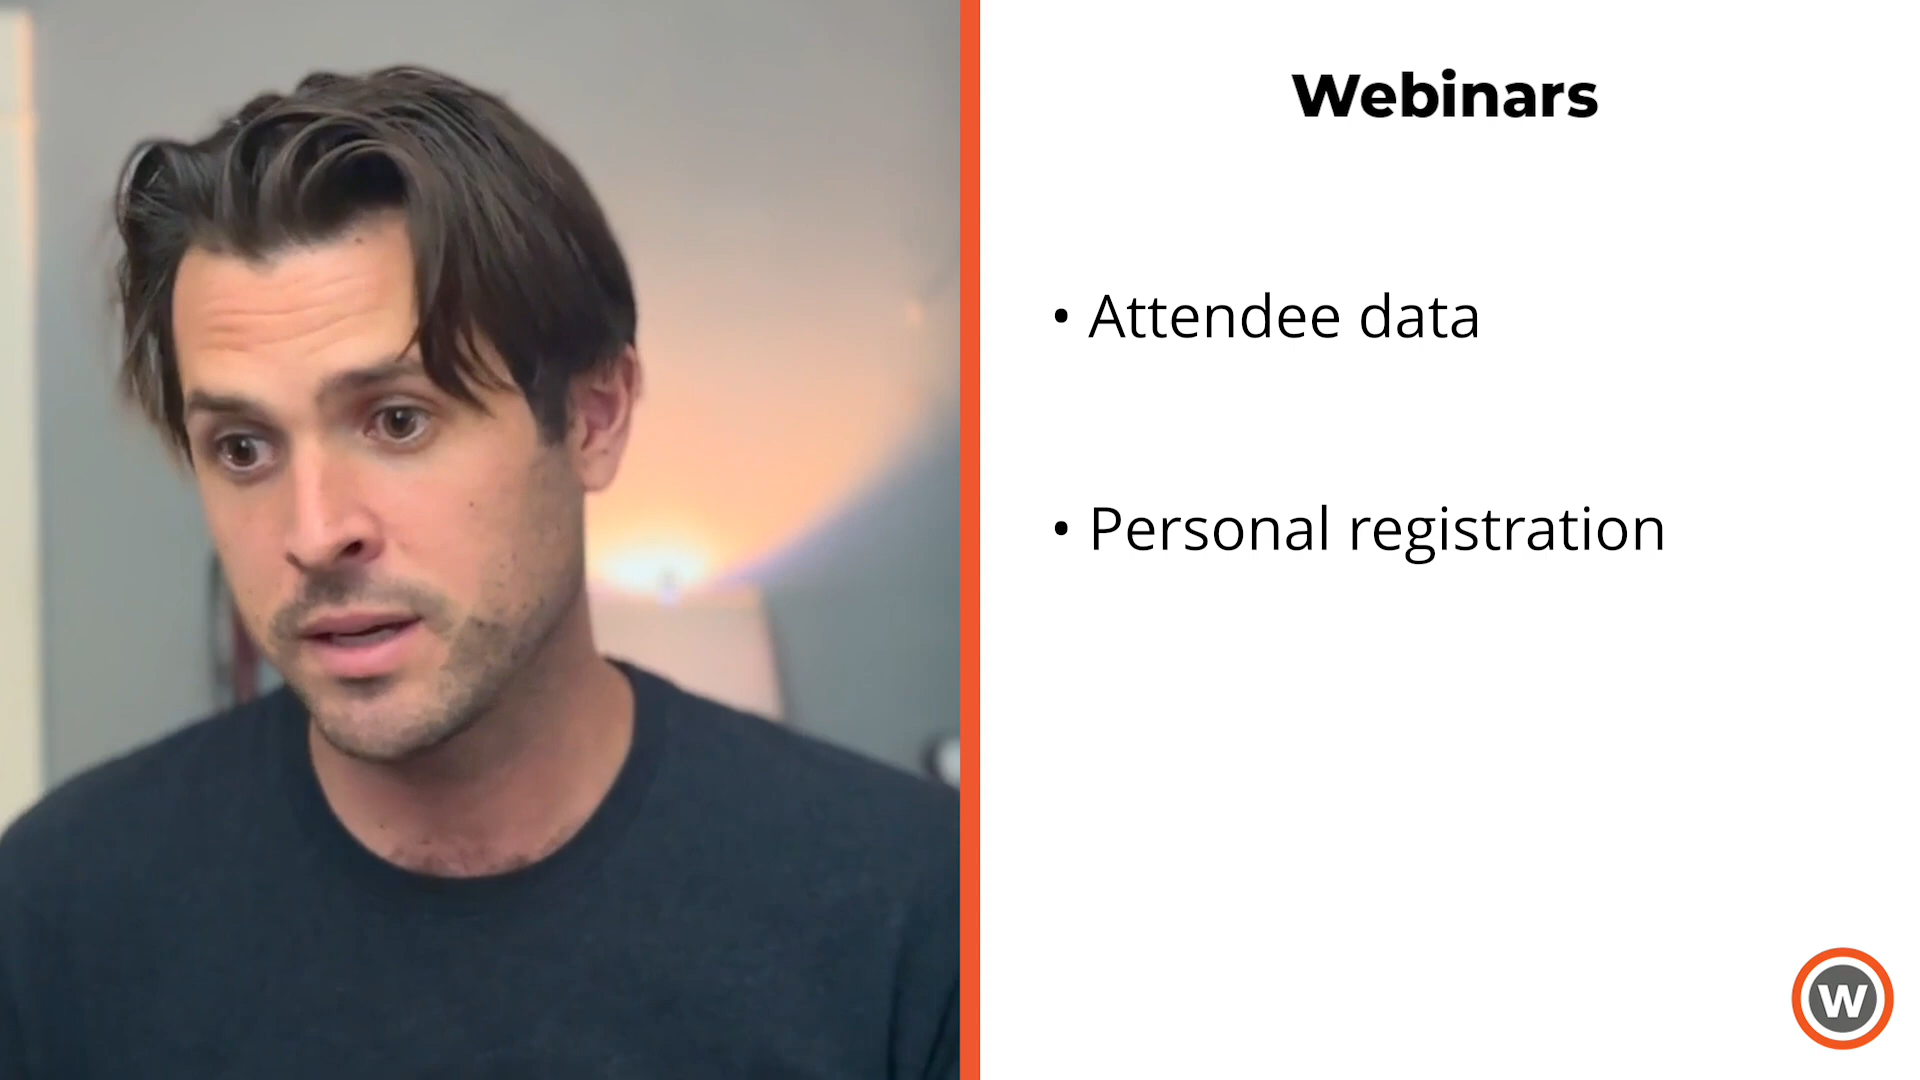 Webinars
• Attendee data
• Personal registration
W